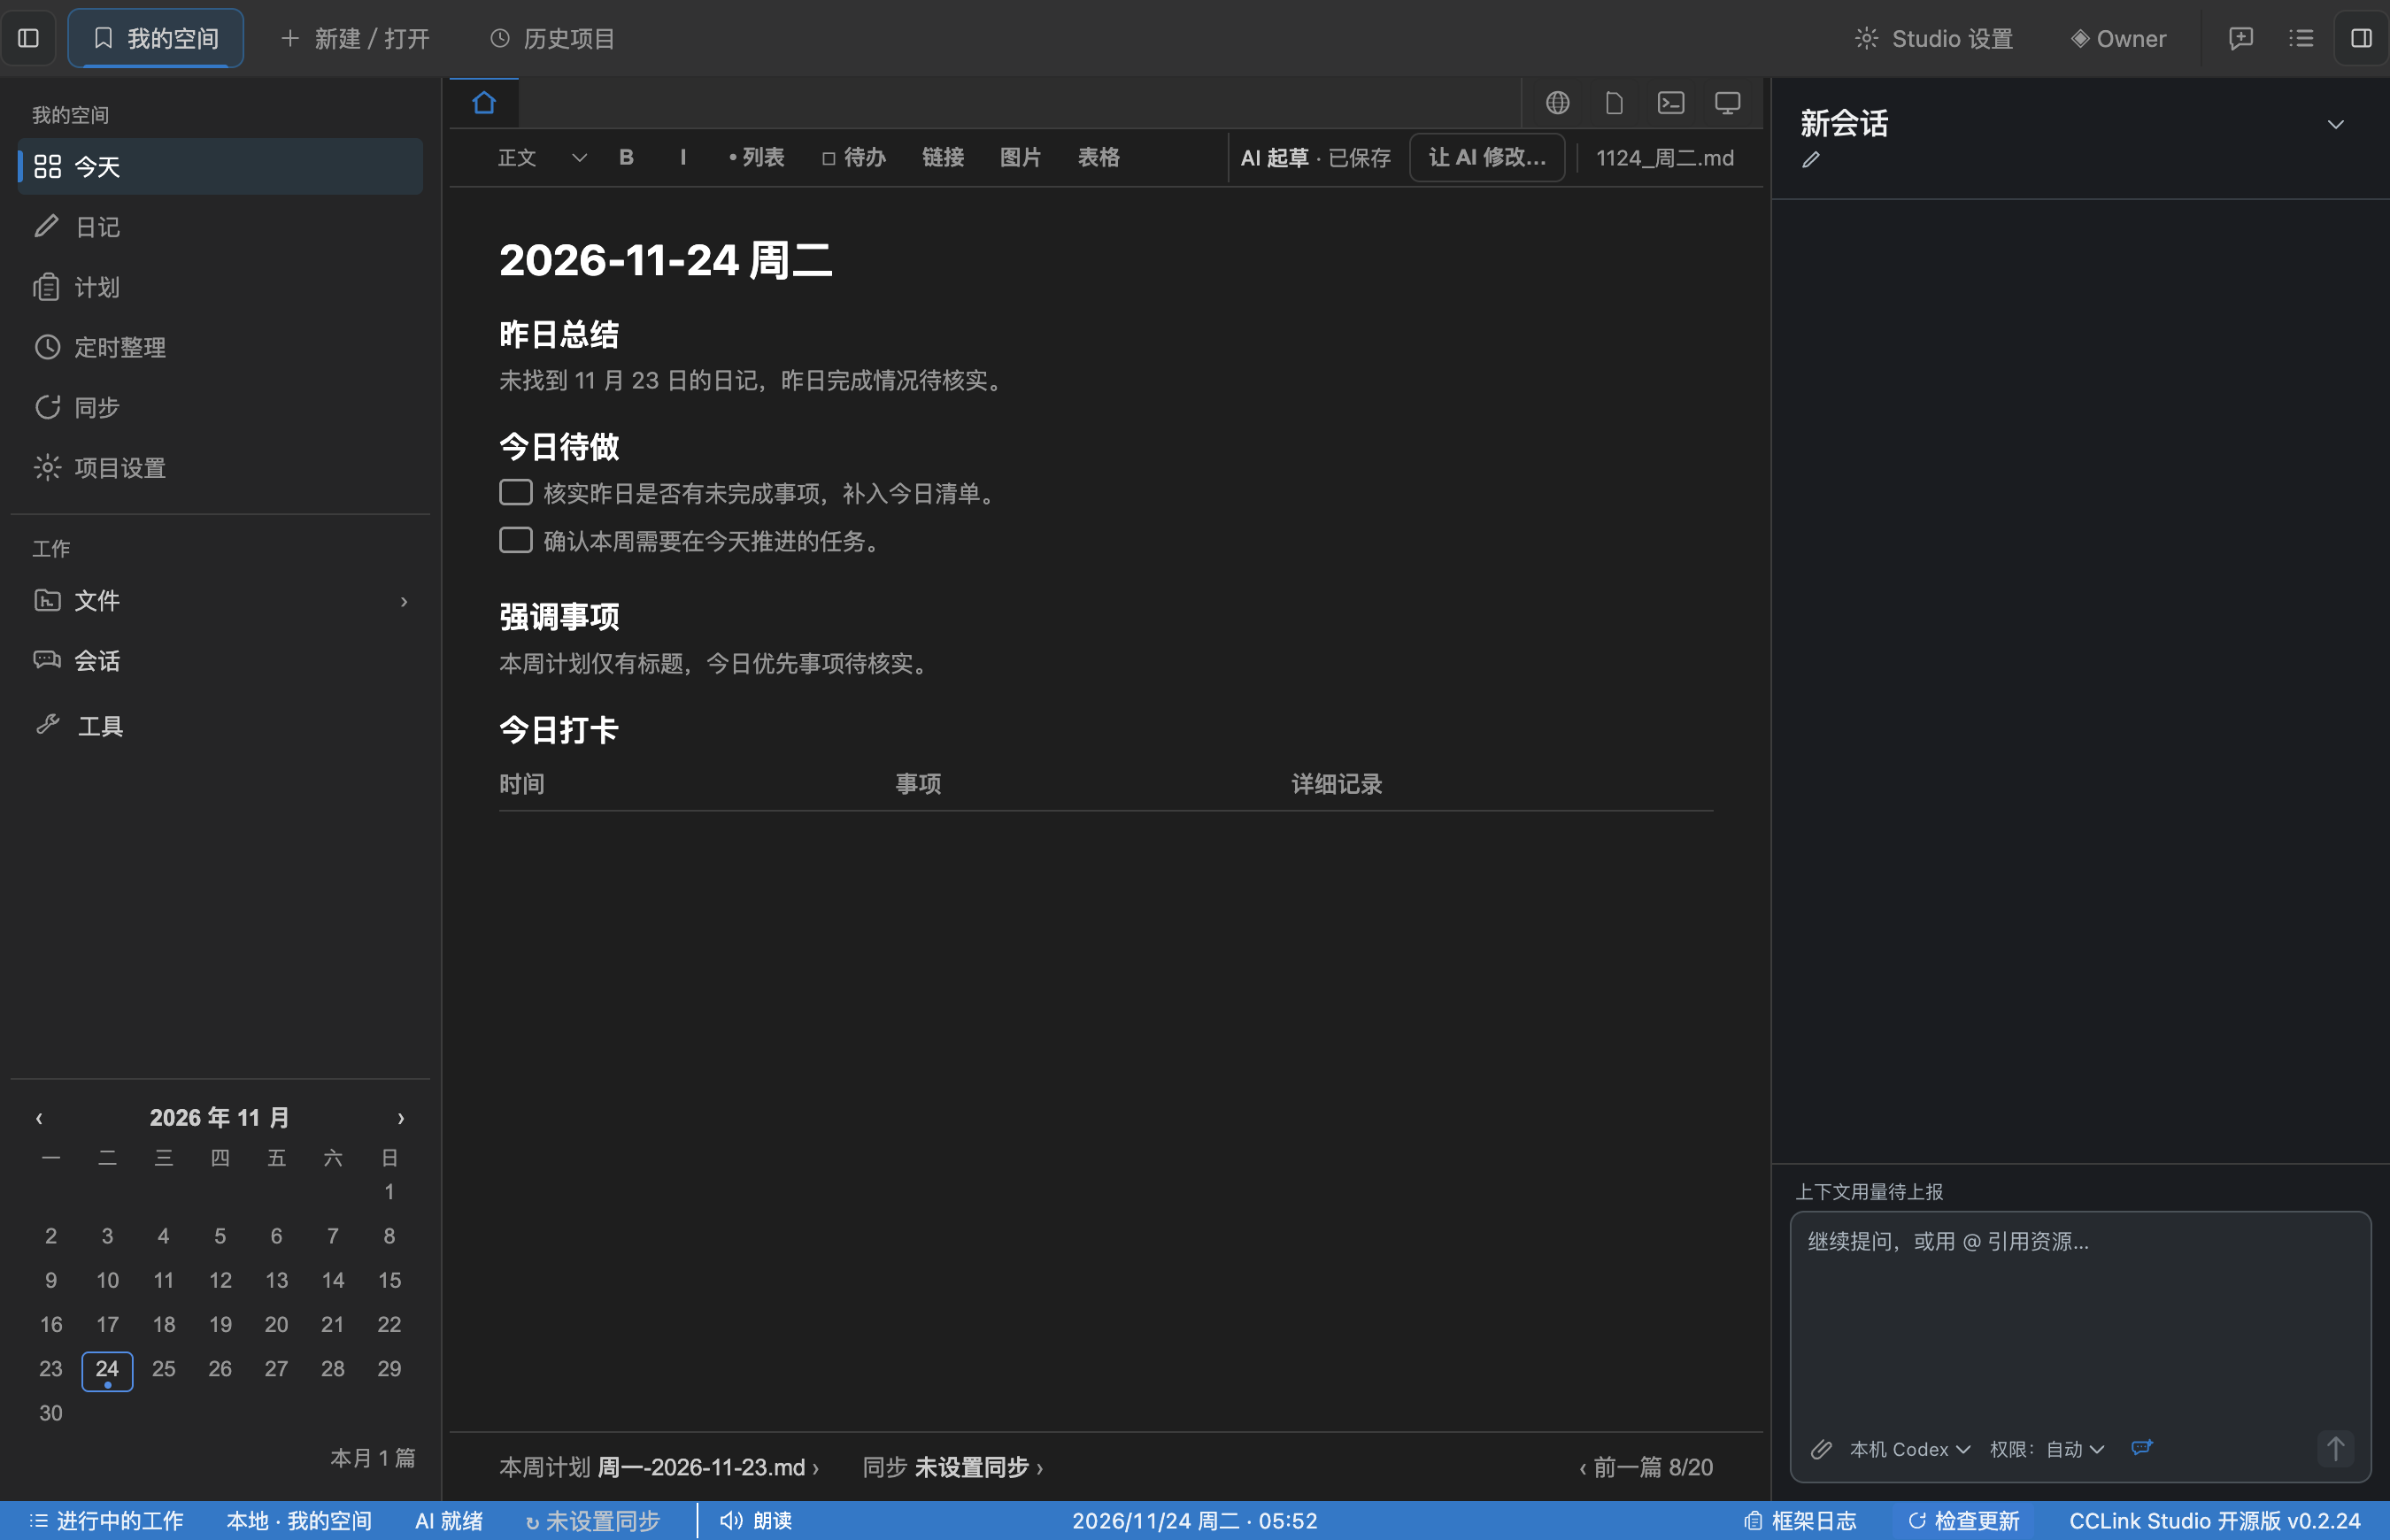 我的空间
新建 / 打开
历史项目
Studio 设置
Owner
我的空间
今天
日记
计划
定时整理
同步
项目设置
工作
文件
会话
工具
2026 年 11 月
一 二 三 四 五 六 日
1
2 3 4 5 6 7 8
9 10 11 12 13 14 15
16 17 18 19 20 21 22
23 24 25 26 27 28 29
30
本月 1 篇
正文 B I • 列表 □ 待办 链接 图片 表格
AI 起草 · 已保存 让 AI 修改... 1124_周二.md
2026-11-24 周二
昨日总结
未找到 11 月 23 日的日记，昨日完成情况待核实。
今日待做
核实昨日是否有未完成事项，补入今日清单。
确认本周需要在今天推进的任务。
强调事项
本周计划仅有标题，今日优先事项待核实。
今日打卡
时间 事项 详细记录
本周计划 周一-2026-11-23.md › 同步 未设置同步 › ‹ 前一篇 8/20
新会话
上下文用量待上报
继续提问，或用 @ 引用资源...
本机 Codex 权限：自动
进行中的工作 本地 · 我的空间 AI 就绪 ↻ 未设置同步 朗读 2026/11/24 周二 · 05:52 框架日志 检查更新 CCLink Studio 开源版 v0.2.24